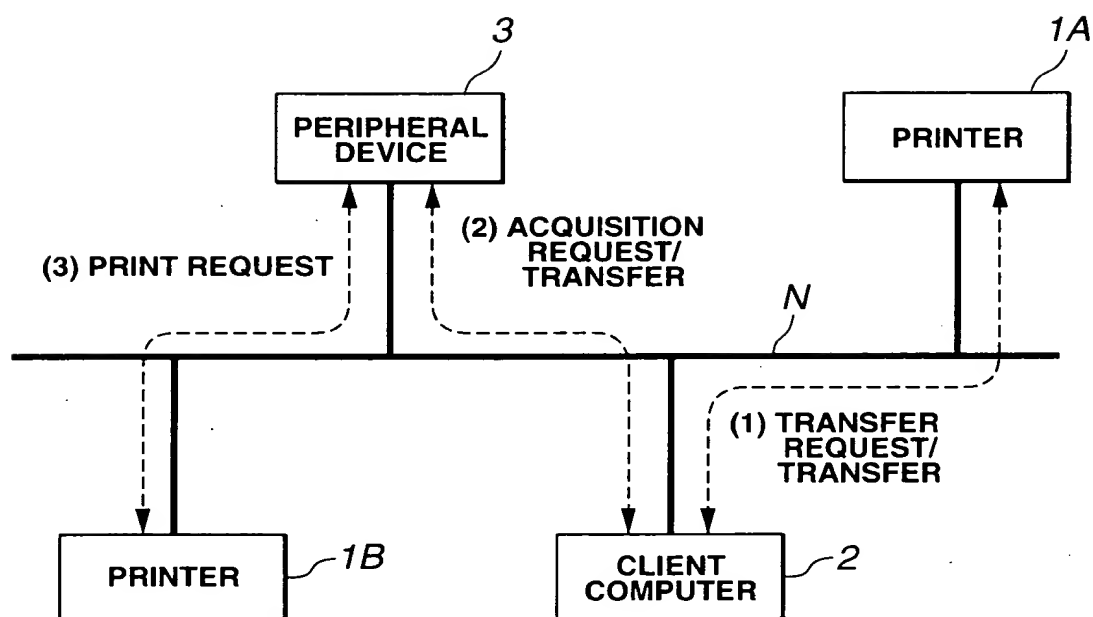 3
1A
PERIPHERAL
DEVICE
PRINTER
(2) ACQUISITION
REQUEST/
TRANSFER
(3) PRINT REQUEST
N
(1) TRANSFER
REQUEST/
TRANSFER
PRINTER
1B
CLIENT
COMPUTER
2